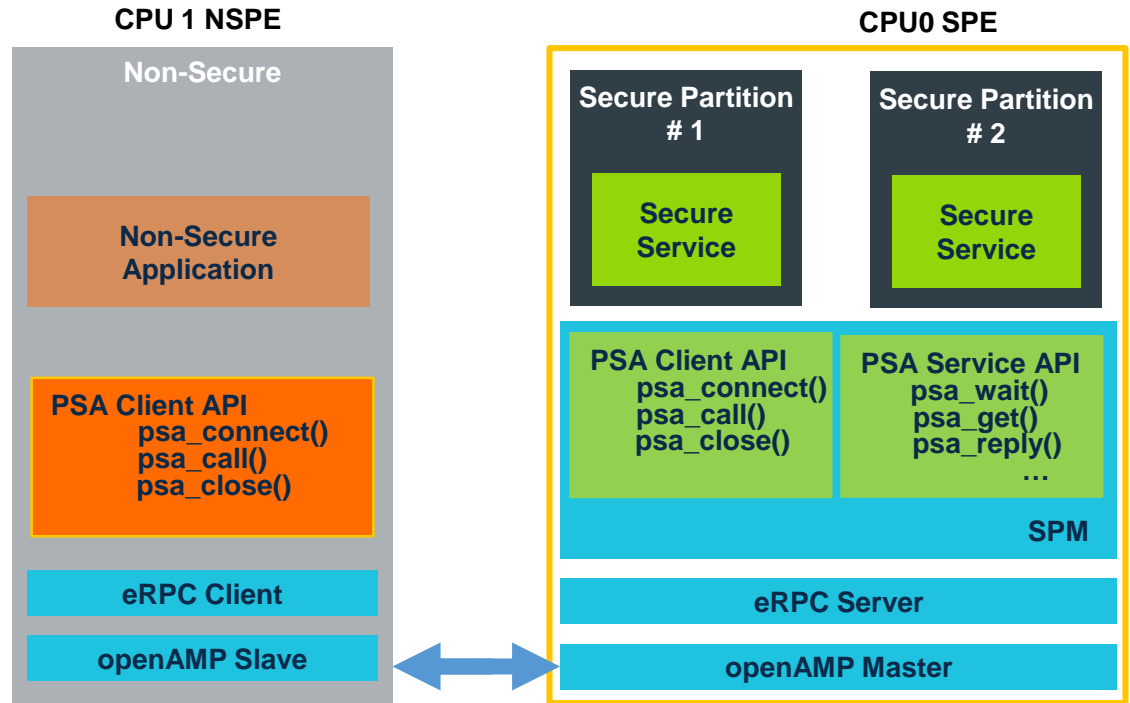 CPU 1 NSPE
Non-Secure
Non-Secure
Application
PSA Client API
psa_connect()
psa_call()
psa_close()
eRPC Client
openAMP Slave
CPU0 SPE
Secure Partition
# 1
Secure
Service
Secure Partition
# 2
Secure
Service
PSA Client API
psa_connect()
psa_call()
psa_close()
PSA Service API
psa_wait()
psa_get()
psa_reply()
…
SPM
eRPC Server
openAMP Master